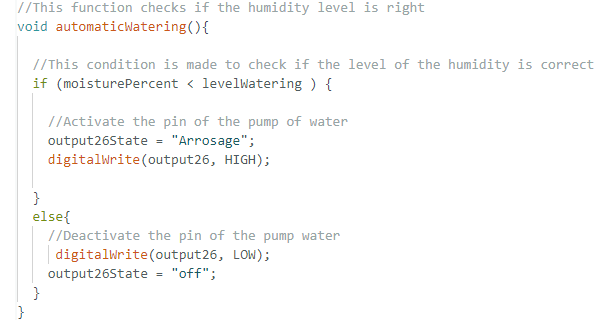 //This function checks if the humidity level is right
void automaticWatering(){
//This condition is made to check if the level of the humidity is correct
if (moisturePercent < levelWatering ) {
//Activate the pin of the pump of water
output26State = "Arrosage";
digitalWrite(output26, HIGH);
}
else{
//Deactivate the pin of the pump water
digitalWrite(output26, LOW);
output26State = "off";
}
}